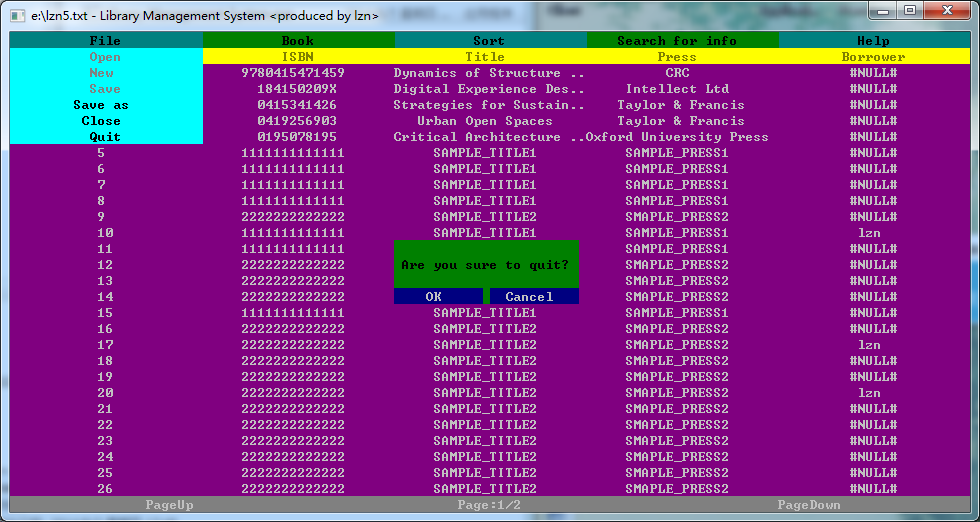 e:\lzn5.txt - Library Management System <produced by lzn>
File Book Sort Search for info Help
Open ISBN Title Press Borrower
New 9780415471459 Dynamics of Structure .. CRC #NULL#
Save 184150209X Digital Experience Des.. Intellect Ltd #NULL#
Save as 0415341426 Strategies for Sustain.. Taylor & Francis #NULL#
Close 0419256903 Urban Open Spaces Taylor & Francis #NULL#
Quit 0195078195 Critical Architecture ..Oxford University Press #NULL#
5 1111111111111 SAMPLE_TITLE1 SAMPLE_PRESS1 #NULL#
6 1111111111111 SAMPLE_TITLE1 SAMPLE_PRESS1 #NULL#
7 1111111111111 SAMPLE_TITLE1 SAMPLE_PRESS1 #NULL#
8 1111111111111 SAMPLE_TITLE1 SAMPLE_PRESS1 #NULL#
9 2222222222222 SAMPLE_TITLE2 SMAPLE_PRESS2 #NULL#
10 1111111111111 SAMPLE_TITLE1 SAMPLE_PRESS1 lzn
11 1111111111111 SAMPLE_PRESS1 #NULL#
12 2222222222222 Are you sure to quit? SMAPLE_PRESS2 #NULL#
13 2222222222222 SMAPLE_PRESS2 #NULL#
14 2222222222222 OK Cancel SMAPLE_PRESS2 #NULL#
15 1111111111111 SAMPLE_TITLE1 SAMPLE_PRESS1 #NULL#
16 2222222222222 SAMPLE_TITLE2 SMAPLE_PRESS2 #NULL#
17 2222222222222 SAMPLE_TITLE2 SMAPLE_PRESS2 lzn
18 2222222222222 SAMPLE_TITLE2 SMAPLE_PRESS2 #NULL#
19 2222222222222 SAMPLE_TITLE2 SMAPLE_PRESS2 #NULL#
20 2222222222222 SAMPLE_TITLE2 SMAPLE_PRESS2 lzn
21 2222222222222 SAMPLE_TITLE2 SMAPLE_PRESS2 #NULL#
22 2222222222222 SAMPLE_TITLE2 SMAPLE_PRESS2 #NULL#
23 2222222222222 SAMPLE_TITLE2 SMAPLE_PRESS2 #NULL#
24 2222222222222 SAMPLE_TITLE2 SMAPLE_PRESS2 #NULL#
25 2222222222222 SAMPLE_TITLE2 SMAPLE_PRESS2 #NULL#
26 2222222222222 SAMPLE_TITLE2 SMAPLE_PRESS2 #NULL#
PageUp Page:1/2 PageDown